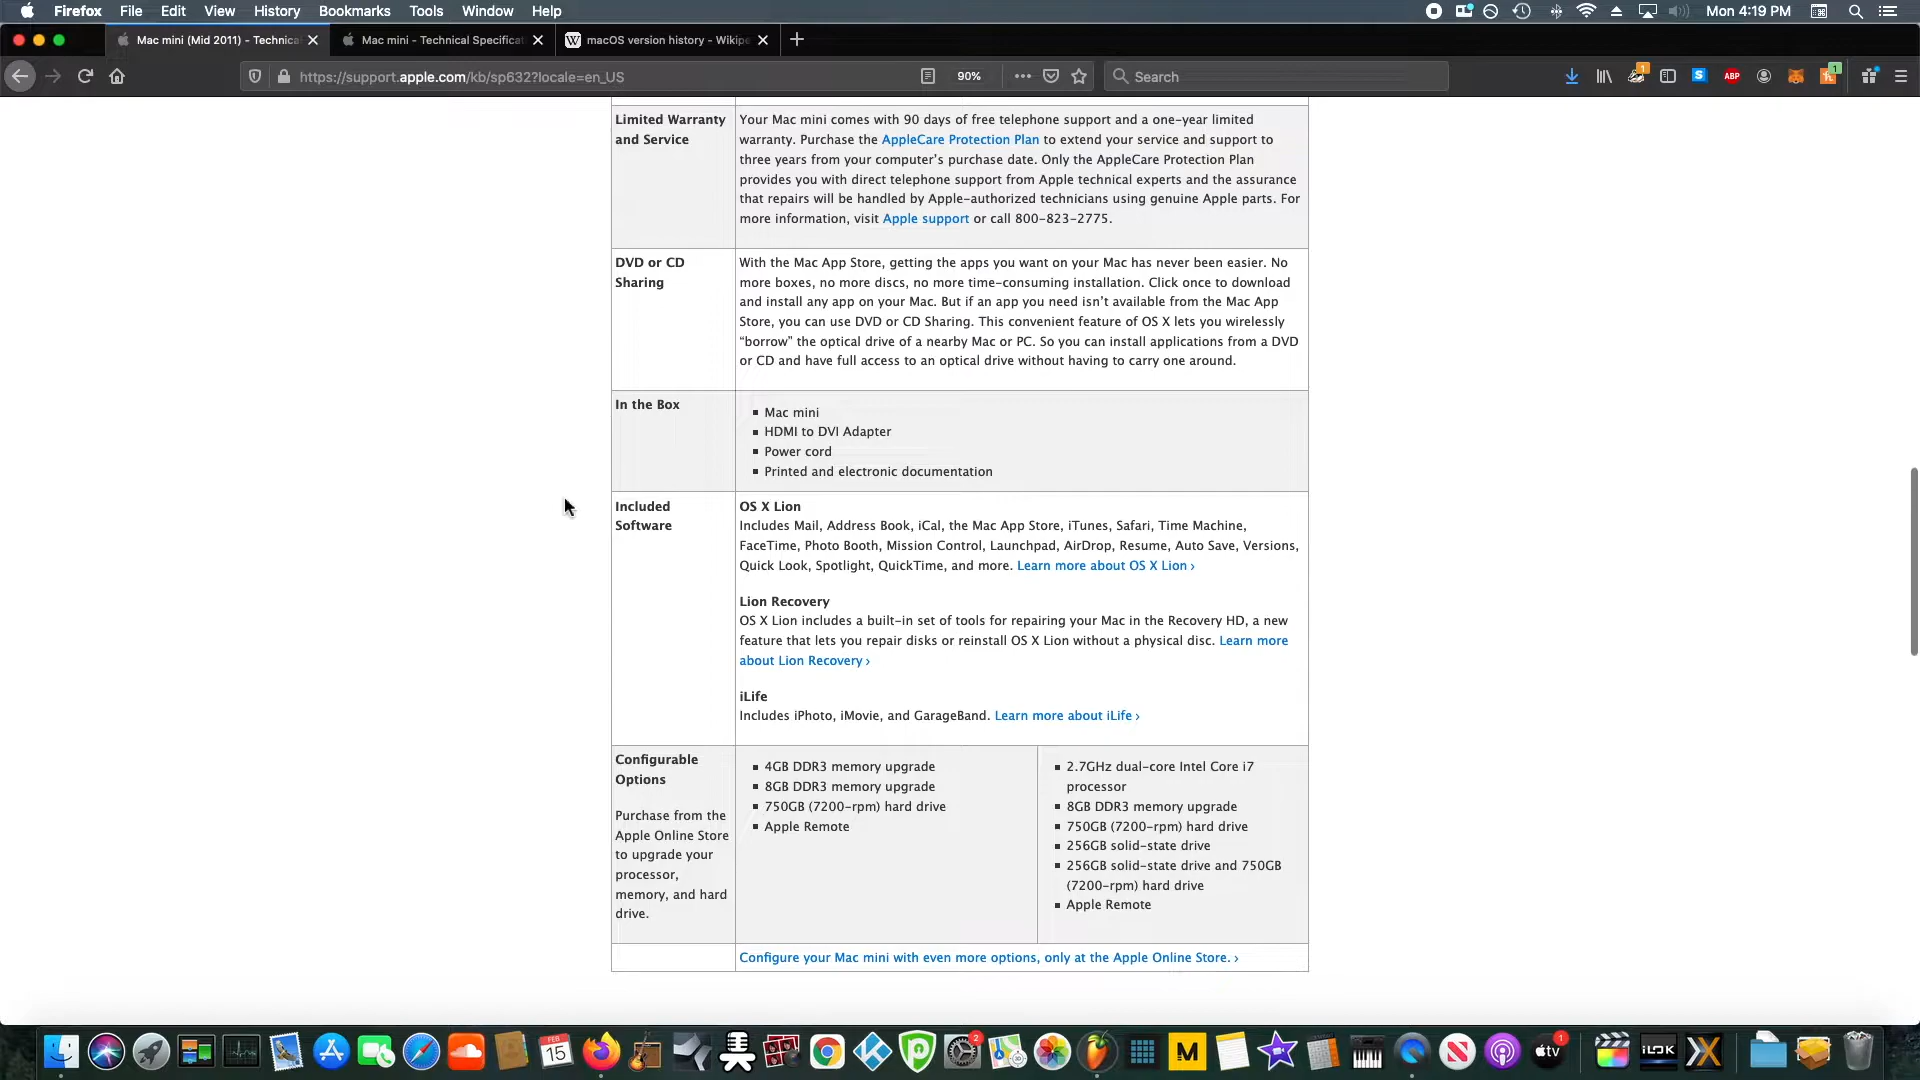 Firefox File Edit View History Bookmarks Tools Window Help Mon 4:19 PM
Mac mini (Mid 2011) - Technica Mac mini - Technical Specificat W macOS version history - Wikipe
https://support.apple.com/kb/sp632?locale=en_US 90% Search S 1 ABP 1
Limited Warranty
and Service
Your Mac mini comes with 90 days of free telephone support and a one-year limited
warranty. Purchase the AppleCare Protection Plan to extend your service and support to
three years from your computer's purchase date. Only the AppleCare Protection Plan
provides you with direct telephone support from Apple technical experts and the assurance
that repairs will be handled by Apple-authorized technicians using genuine Apple parts. For
more information, visit Apple support or call 800-823-2775.
DVD or CD
Sharing
With the Mac App Store, getting the apps you want on your Mac has never been easier. No
more boxes, no more discs, no more time-consuming installation. Click once to download
and install any app on your Mac. But if an app you need isn't available from the Mac App
Store, you can use DVD or CD Sharing. This convenient feature of OS X lets you wirelessly
“borrow” the optical drive of a nearby Mac or PC. So you can install applications from a DVD
or CD and have full access to an optical drive without having to carry one around.
In the Box
▪ Mac mini
▪ HDMI to DVI Adapter
▪ Power cord
▪ Printed and electronic documentation
Included
Software
OS X Lion
Includes Mail, Address Book, iCal, the Mac App Store, iTunes, Safari, Time Machine,
FaceTime, Photo Booth, Mission Control, Launchpad, AirDrop, Resume, Auto Save, Versions,
Quick Look, Spotlight, QuickTime, and more. Learn more about OS X Lion ›
Lion Recovery
OS X Lion includes a built-in set of tools for repairing your Mac in the Recovery HD, a new
feature that lets you repair disks or reinstall OS X Lion without a physical disc. Learn more
about Lion Recovery ›
iLife
Includes iPhoto, iMovie, and GarageBand. Learn more about iLife ›
Configurable
Options
Purchase from the
Apple Online Store
to upgrade your
processor,
memory, and hard
drive.
▪ 4GB DDR3 memory upgrade
▪ 8GB DDR3 memory upgrade
▪ 750GB (7200-rpm) hard drive
▪ Apple Remote
▪ 2.7GHz dual-core Intel Core i7
processor
▪ 8GB DDR3 memory upgrade
▪ 750GB (7200-rpm) hard drive
▪ 256GB solid-state drive
▪ 256GB solid-state drive and 750GB
(7200-rpm) hard drive
▪ Apple Remote
Configure your Mac mini with even more options, only at the Apple Online Store. ›
FEB 15 2 M tv 1 iLOK